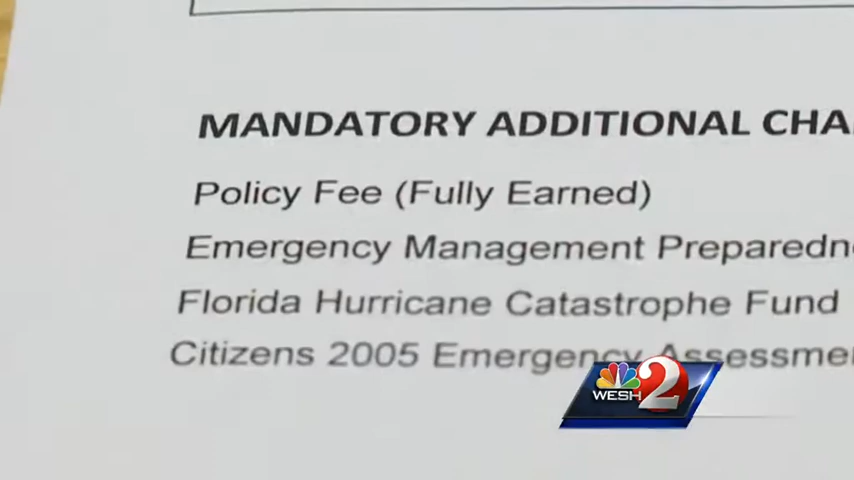 MANDATORY ADDITIONAL CHA
Policy Fee (Fully Earned)
Emergency Management Preparedn
Florida Hurricane Catastrophe Fund
Citizens 2005 Emergency Assessme
WESH 2